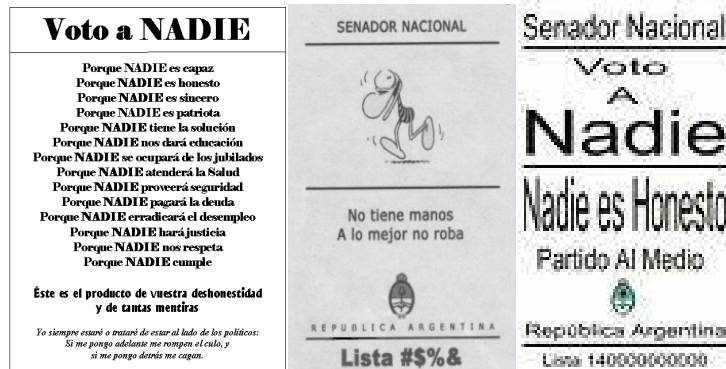 Voto a NADIE
Porque NADIE es capaz
Porque NADIE es honesto
Porque NADIE es sincero
Porque NADIE es patriota
Porque NADIE tiene la solución
Porque NADIE nos dará educación
Porque NADIE se ocupará de los jubilados
Porque NADIE atenderá la Salud
Porque NADIE proveerá seguridad
Porque NADIE pagará la deuda
Porque NADIE erradicará el desempleo
Porque NADIE hará justicia
Porque NADIE nos respeta
Porque NADIE cumple
Éste es el producto de vuestra deshonestidad
y de tantas mentiras
Yo siempre estaré o trataré de estar al lado de los políticos:
Si me pongo adelante me rompen el culo, y
si me pongo detrás me cagan.
SENADOR NACIONAL
No tiene manos
A lo mejor no roba
REPUBLICA ARGENTINA
Lista #$%&
Senador Nacional
Voto
A
Nadie
Nadie es Honesto
Partido Al Medio
República Argentina
Lista 140000000000